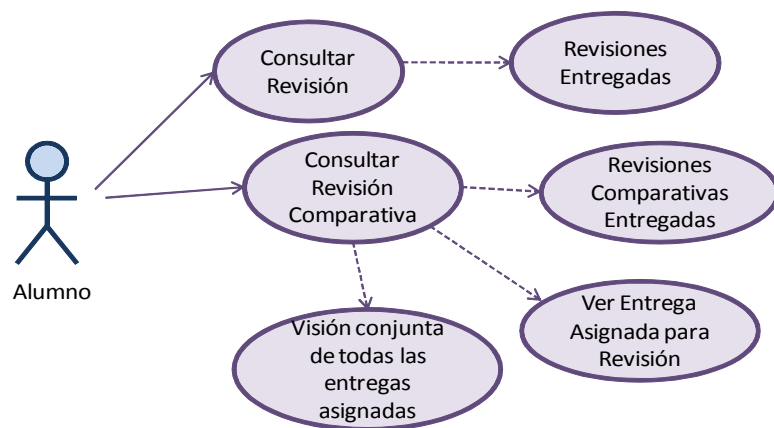 Consultar
Revisión
Revisiones
Entregadas
Consultar
Revisión
Comparativa
Revisiones
Comparativas
Entregadas
Alumno
Visión conjunta
de todas las
entregas
asignadas
Ver Entrega
Asignada para
Revisión